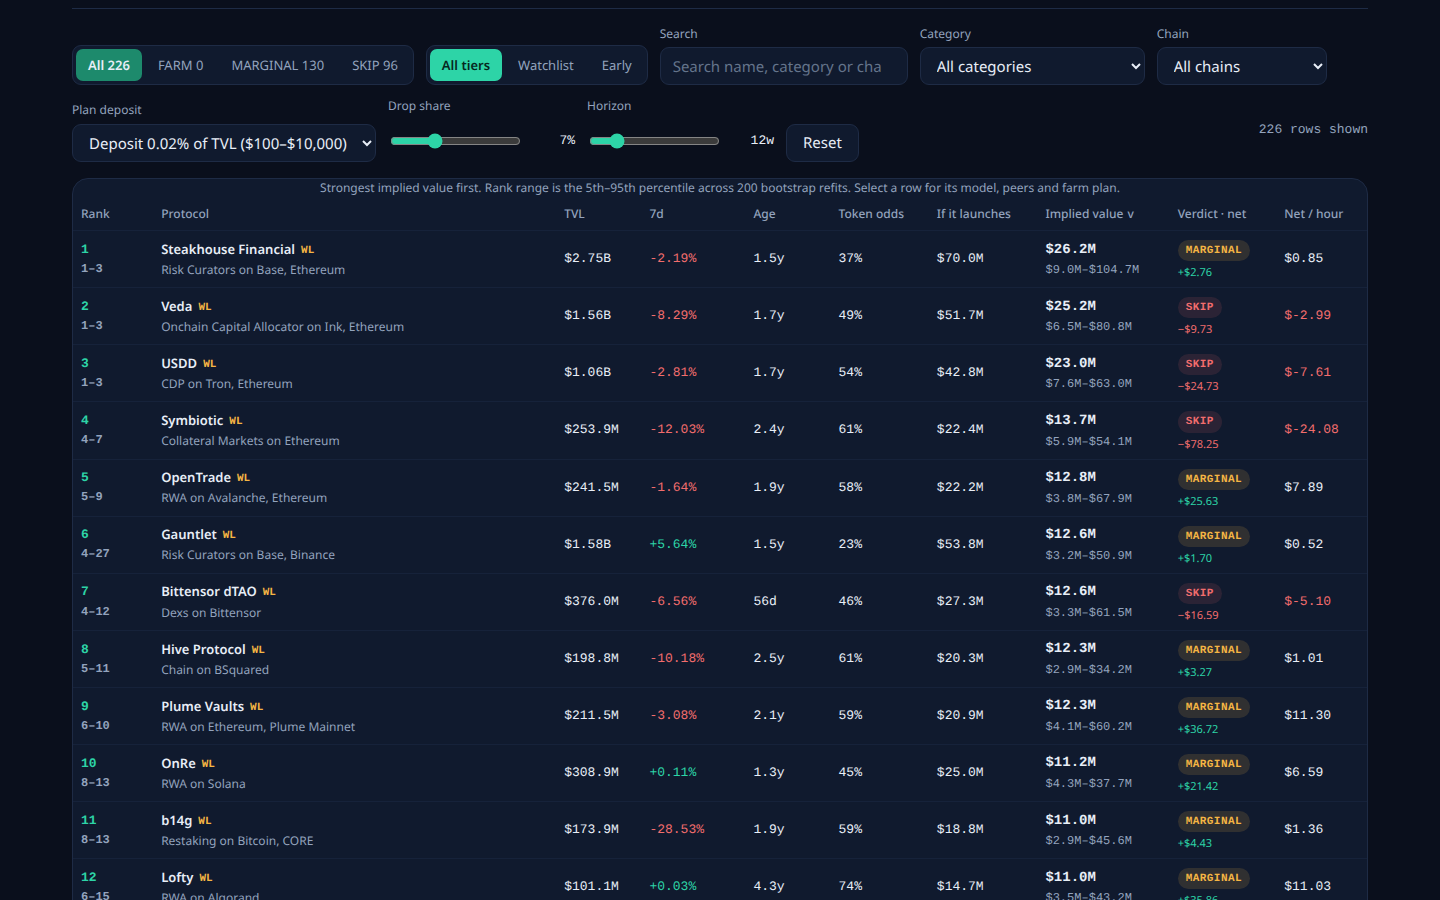 Search Category Chain
All 226 FARM 0 MARGINAL 130 SKIP 96 All tiers Watchlist Early Search name, category or cha All categories All chains
Plan deposit Drop share Horizon
Deposit 0.02% of TVL ($100–$10,000) 7% 12w Reset 226 rows shown
Strongest implied value first. Rank range is the 5th–95th percentile across 200 bootstrap refits. Select a row for its model, peers and farm plan.
Rank Protocol TVL 7d Age Token odds If it launches Implied value v Verdict · net Net / hour
1 Steakhouse Financial WL $2.75B -2.19% 1.5y 37% $70.0M $26.2M MARGINAL $0.85
1–3 Risk Curators on Base, Ethereum $9.0M–$104.7M +$2.76
2 Veda WL $1.56B -8.29% 1.7y 49% $51.7M $25.2M SKIP $-2.99
1–3 Onchain Capital Allocator on Ink, Ethereum $6.5M–$80.8M −$9.73
3 USDD WL $1.06B -2.81% 1.7y 54% $42.8M $23.0M SKIP $-7.61
1–3 CDP on Tron, Ethereum $7.6M–$63.0M −$24.73
4 Symbiotic WL $253.9M -12.03% 2.4y 61% $22.4M $13.7M SKIP $-24.08
4–7 Collateral Markets on Ethereum $5.9M–$54.1M −$78.25
5 OpenTrade WL $241.5M -1.64% 1.9y 58% $22.2M $12.8M MARGINAL $7.89
5–9 RWA on Avalanche, Ethereum $3.8M–$67.9M +$25.63
6 Gauntlet WL $1.58B +5.64% 1.5y 23% $53.8M $12.6M MARGINAL $0.52
4–27 Risk Curators on Base, Binance $3.2M–$50.9M +$1.70
7 Bittensor dTAO WL $376.0M -6.56% 56d 46% $27.3M $12.6M SKIP $-5.10
4–12 Dexs on Bittensor $3.3M–$61.5M −$16.59
8 Hive Protocol WL $198.8M -10.18% 2.5y 61% $20.3M $12.3M MARGINAL $1.01
5–11 Chain on BSquared $2.9M–$34.2M +$3.27
9 Plume Vaults WL $211.5M -3.08% 2.1y 59% $20.9M $12.3M MARGINAL $11.30
6–10 RWA on Ethereum, Plume Mainnet $4.1M–$60.2M +$36.72
10 OnRe WL $308.9M +0.11% 1.3y 45% $25.0M $11.2M MARGINAL $6.59
8–13 RWA on Solana $4.3M–$37.7M +$21.42
11 b14g WL $173.9M -28.53% 1.9y 59% $18.8M $11.0M MARGINAL $1.36
8–13 Restaking on Bitcoin, CORE $2.9M–$45.6M +$4.43
12 Lofty WL $101.1M +0.03% 4.3y 74% $14.7M $11.0M MARGINAL $11.03
6–15 RWA on Algorand $3.5M–$43.2M +$35.86